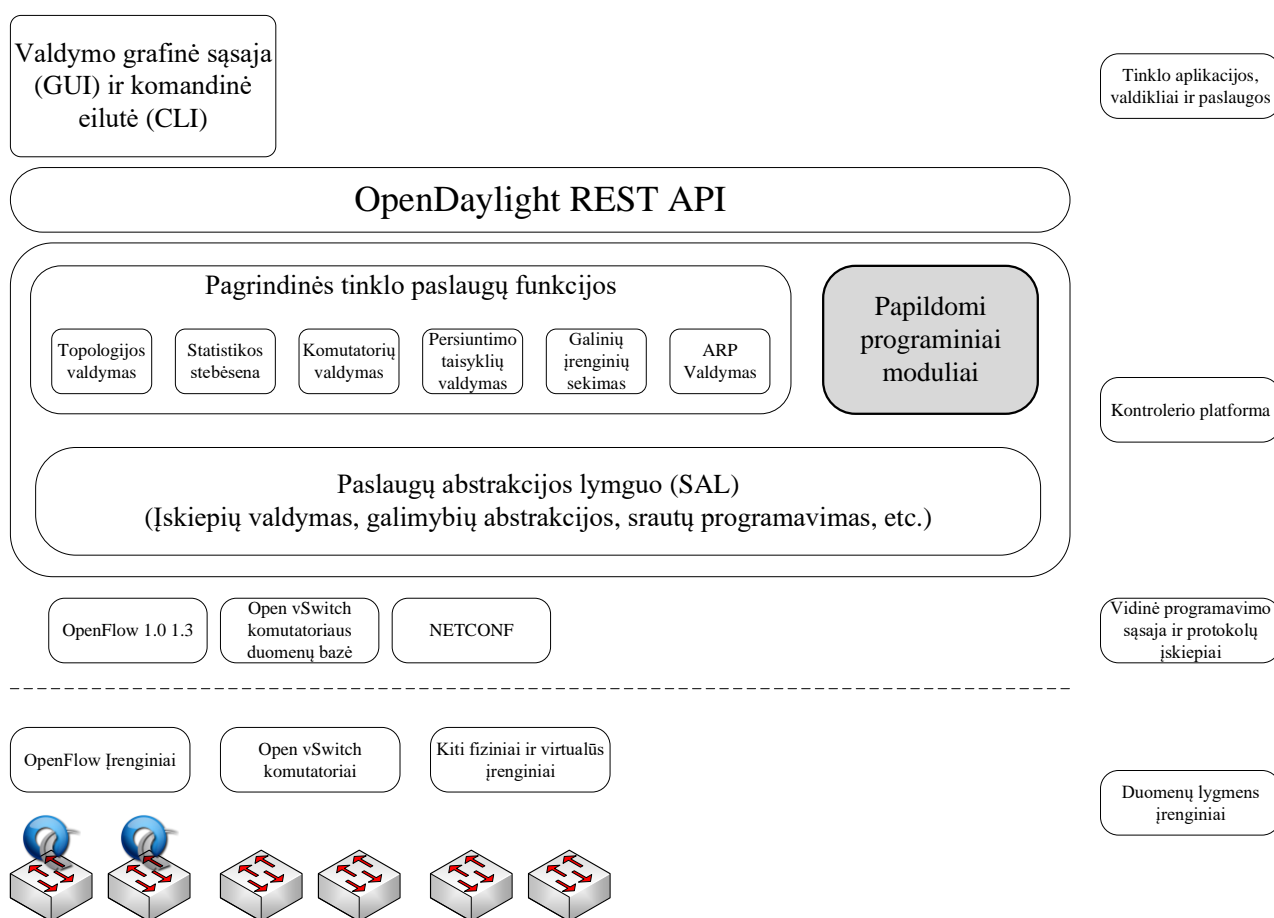 Valdymo grafinė sąsaja
(GUI) ir komandinė
eilutė (CLI)
Tinklo aplikacijos,
valdikliai ir paslaugos
OpenDaylight REST API
Pagrindinės tinklo paslaugų funkcijos
Topologijos
valdymas
Statistikos
stebėsena
Komutatorių
valdymas
Persiuntimo
taisyklių
valdymas
Galinių
įrenginių
sekimas
ARP
Valdymas
Papildomi
programiniai
moduliai
Kontrolerio platforma
Paslaugų abstrakcijos lymguo (SAL)
(Įskiepių valdymas, galimybių abstrakcijos, srautų programavimas, etc.)
OpenFlow 1.0 1.3
Open vSwitch
komutatoriaus
duomenų bazė
NETCONF
Vidinė programavimo
sąsaja ir protokolų
įskiepiai
OpenFlow Įrenginiai
Open vSwitch
komutatoriai
Kiti fiziniai ir virtualūs
įrenginiai
Duomenų lygmens
įrenginiai